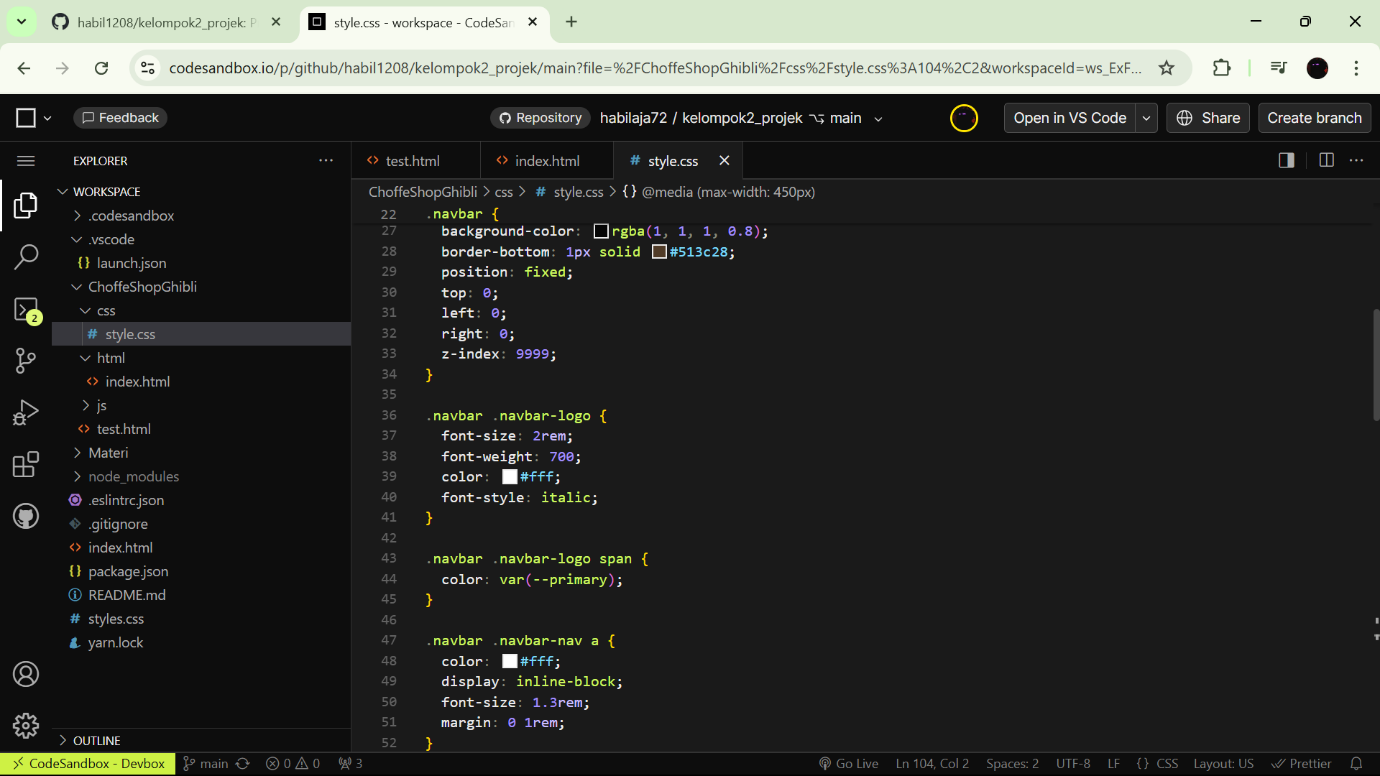 habil1208/kelompok2_projek: P
style.css - workspace - CodeSan
codesandbox.io/p/github/habil1208/kelompok2_projek/main?file=%2FChoffeShopGhibli%2Fcss%2Fstyle.css%3A104%2C2&workspaceId=ws_ExF...
Feedback
Repository
habilaja72 / kelompok2_projek main
Open in VS Code
Share
Create branch
EXPLORER
test.html
index.html
# style.css
ChoffeShopGhibli > css > # style.css > {} @media (max-width: 450px)
WORKSPACE
.codesandbox
.vscode
{} launch.json
ChoffeShopGhibli
css
# style.css
html
index.html
js
test.html
Materi
node_modules
.eslintrc.json
.gitignore
index.html
{} package.json
README.md
# styles.css
yarn.lock
OUTLINE
2
22 .navbar {
27 background-color: rgba(1, 1, 1, 0.8);
28 border-bottom: 1px solid #513c28;
29 position: fixed;
30 top: 0;
31 left: 0;
32 right: 0;
33 z-index: 9999;
34 }
35
36 .navbar .navbar-logo {
37 font-size: 2rem;
38 font-weight: 700;
39 color: #fff;
40 font-style: italic;
41 }
42
43 .navbar .navbar-logo span {
44 color: var(--primary);
45 }
46
47 .navbar .navbar-nav a {
48 color: #fff;
49 display: inline-block;
50 font-size: 1.3rem;
51 margin: 0 1rem;
52 }
CodeSandbox - Devbox
main
0 0
3
Go Live
Ln 104, Col 2
Spaces: 2
UTF-8
LF
{} CSS
Layout: US
Prettier